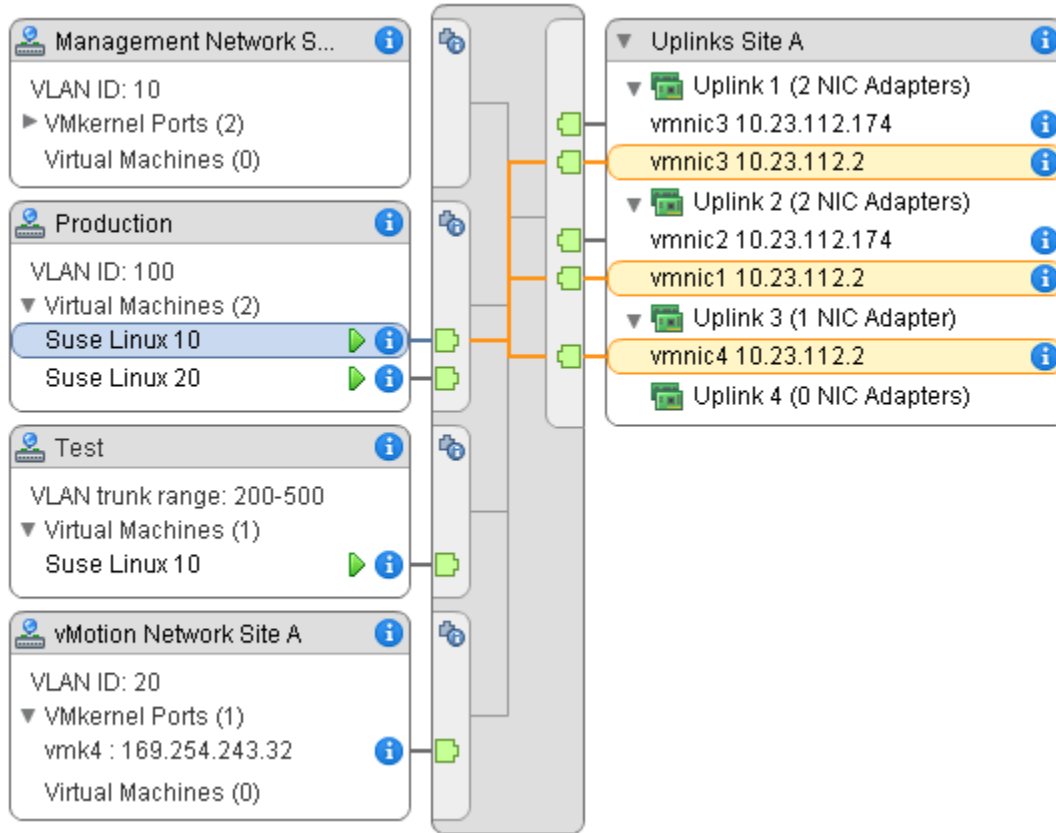 Management Network S...
VLAN ID: 10
VMkernel Ports (2)
Virtual Machines (0)
Production
VLAN ID: 100
Virtual Machines (2)
Suse Linux 10
Suse Linux 20
Test
VLAN trunk range: 200-500
Virtual Machines (1)
Suse Linux 10
vMotion Network Site A
VLAN ID: 20
VMkernel Ports (1)
vmk4 : 169.254.243.32
Virtual Machines (0)
Uplinks Site A
Uplink 1 (2 NIC Adapters)
vmnic3 10.23.112.174
vmnic3 10.23.112.2
Uplink 2 (2 NIC Adapters)
vmnic2 10.23.112.174
vmnic1 10.23.112.2
Uplink 3 (1 NIC Adapter)
vmnic4 10.23.112.2
Uplink 4 (0 NIC Adapters)